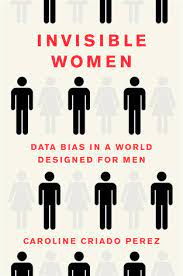 INVISIBLE
WOMEN
DATA BIAS IN A WORLD
DESIGNED FOR MEN
CAROLINE CRIADO PEREZ